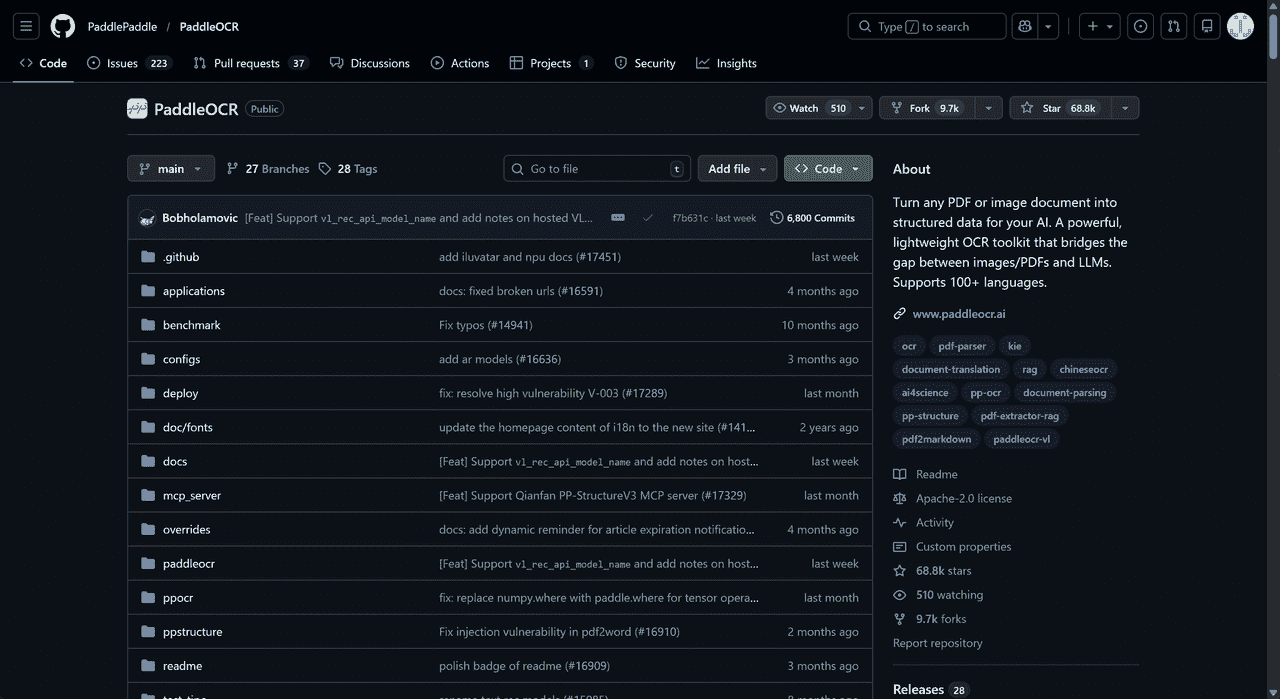 PaddlePaddle / PaddleOCR
Type / to search
Code Issues 223 Pull requests 37 Discussions Actions Projects 1 Security Insights
PaddleOCR Public
Watch 510 Fork 9.7k Star 68.8k
main 27 Branches 28 Tags
Go to file t Add file Code
Bobholamovic [Feat] Support vl_rec_api_model_name and add notes on hosted VL... f7b631c · last week 6,800 Commits
.github add iluvatar and npu docs (#17451) last week
applications docs: fixed broken urls (#16591) 4 months ago
benchmark Fix typos (#14941) 10 months ago
configs add ar models (#16636) 3 months ago
deploy fix: resolve high vulnerability V-003 (#17289) last month
doc/fonts update the homepage content of i18n to the new site (#141... 2 years ago
docs [Feat] Support vl_rec_api_model_name and add notes on host... last week
mcp_server [Feat] Support Qianfan PP-StructureV3 MCP server (#17329) last month
overrides docs: add dynamic reminder for article expiration notificatio... 4 months ago
paddleocr [Feat] Support vl_rec_api_model_name and add notes on host... last week
ppocr fix: replace numpy.where with paddle.where for tensor opera... last month
ppstructure Fix injection vulnerability in pdf2word (#16910) 2 months ago
readme polish badge of readme (#16909) 3 months ago
About
Turn any PDF or image document into
structured data for your AI. A powerful,
lightweight OCR toolkit that bridges the
gap between images/PDFs and LLMs.
Supports 100+ languages.
www.paddleocr.ai
ocr pdf-parser kie
document-translation rag chineseocr
ai4science pp-ocr document-parsing
pp-structure pdf-extractor-rag
pdf2markdown paddleocr-vl
Readme
Apache-2.0 license
Activity
Custom properties
68.8k stars
510 watching
9.7k forks
Report repository
Releases 28